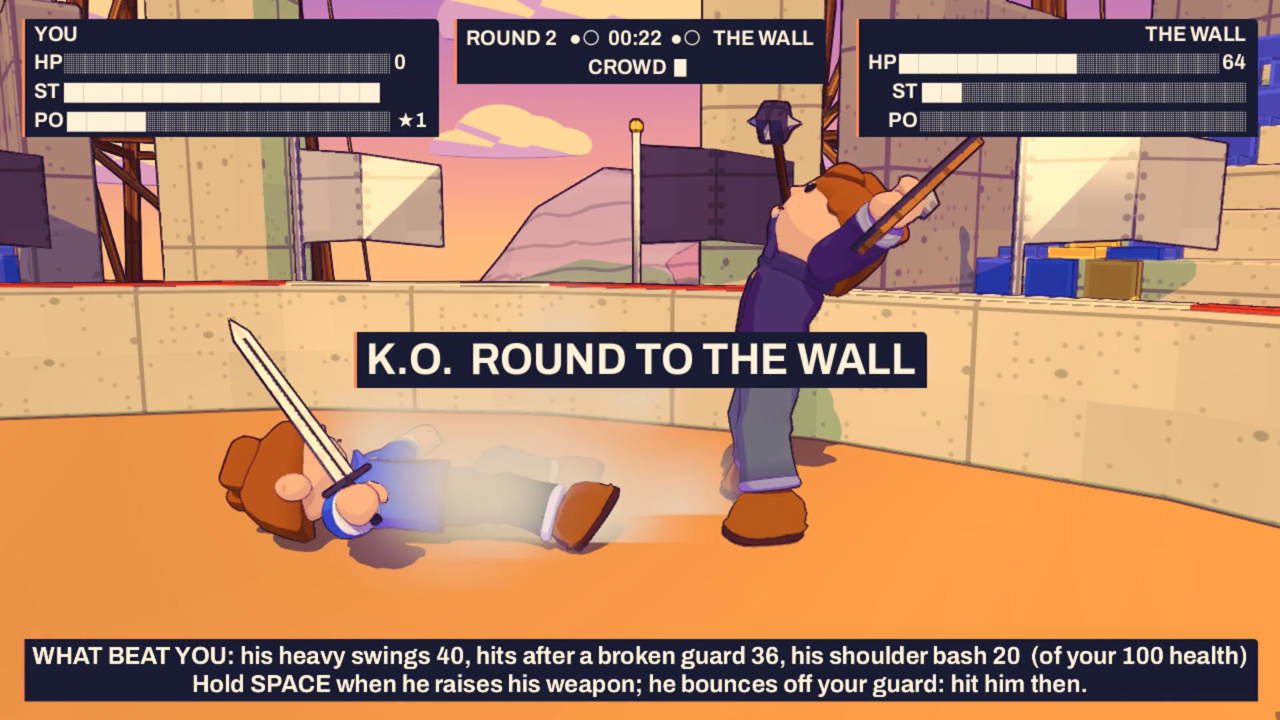 YOU
HP 0
ST
PO ★1
ROUND 2 ●○ 00:22 ●○ THE WALL
CROWD
THE WALL
HP 64
ST
PO
K.O. ROUND TO THE WALL
WHAT BEAT YOU: his heavy swings 40, hits after a broken guard 36, his shoulder bash 20 (of your 100 health)
Hold SPACE when he raises his weapon; he bounces off your guard: hit him then.